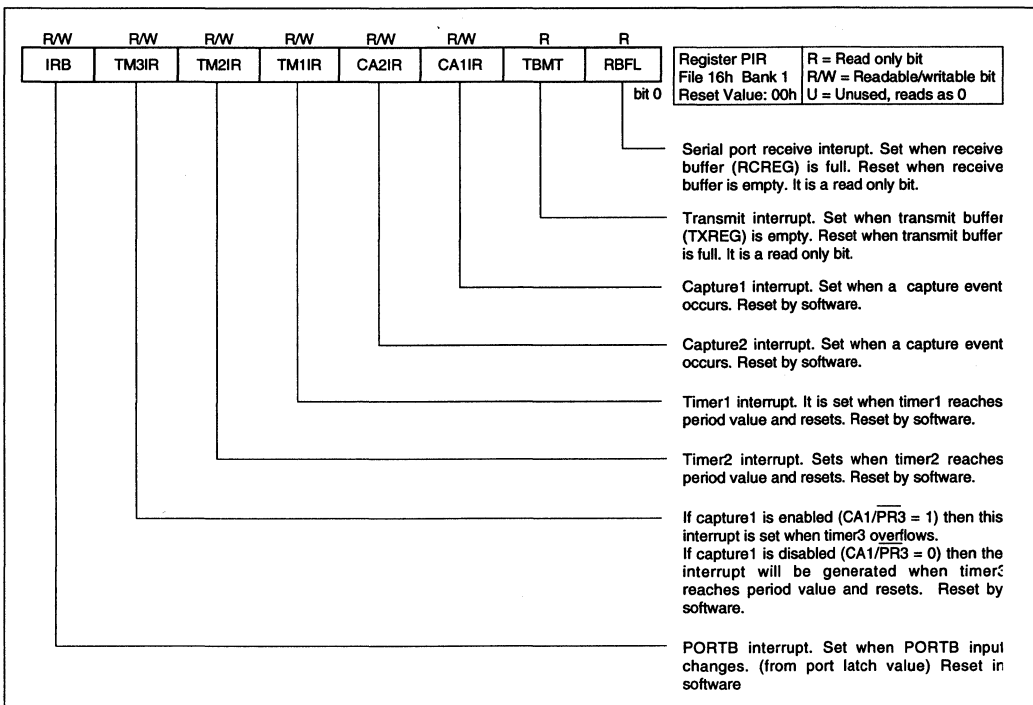 R/W R/W R/W R/W R/W R/W R R
IRB TM3IR TM2IR TM1IR CA2IR CA1IR TBMT RBFL
bit 0
Register PIR
File 16h Bank 1
Reset Value: 00h
R = Read only bit
R/W = Readable/writable bit
U = Unused, reads as 0
Serial port receive interupt. Set when receive
buffer (RCREG) is full. Reset when receive
buffer is empty. It is a read only bit.
Transmit interrupt. Set when transmit buffer
(TXREG) is empty. Reset when transmit buffer
is full. It is a read only bit.
Capture1 interrupt. Set when a capture event
occurs. Reset by software.
Capture2 interrupt. Set when a capture event
occurs. Reset by software.
Timer1 interrupt. It is set when timer1 reaches
period value and resets. Reset by software.
Timer2 interrupt. Sets when timer2 reaches
period value and resets. Reset by software.
If capture1 is enabled (CA1/P̅R̅3̅ = 1) then this
interrupt is set when timer3 overflows.
If capture1 is disabled (CA1/P̅R̅3̅ = 0) then the
interrupt will be generated when timer3
reaches period value and resets. Reset by
software.
PORTB interrupt. Set when PORTB input
changes. (from port latch value) Reset in
software